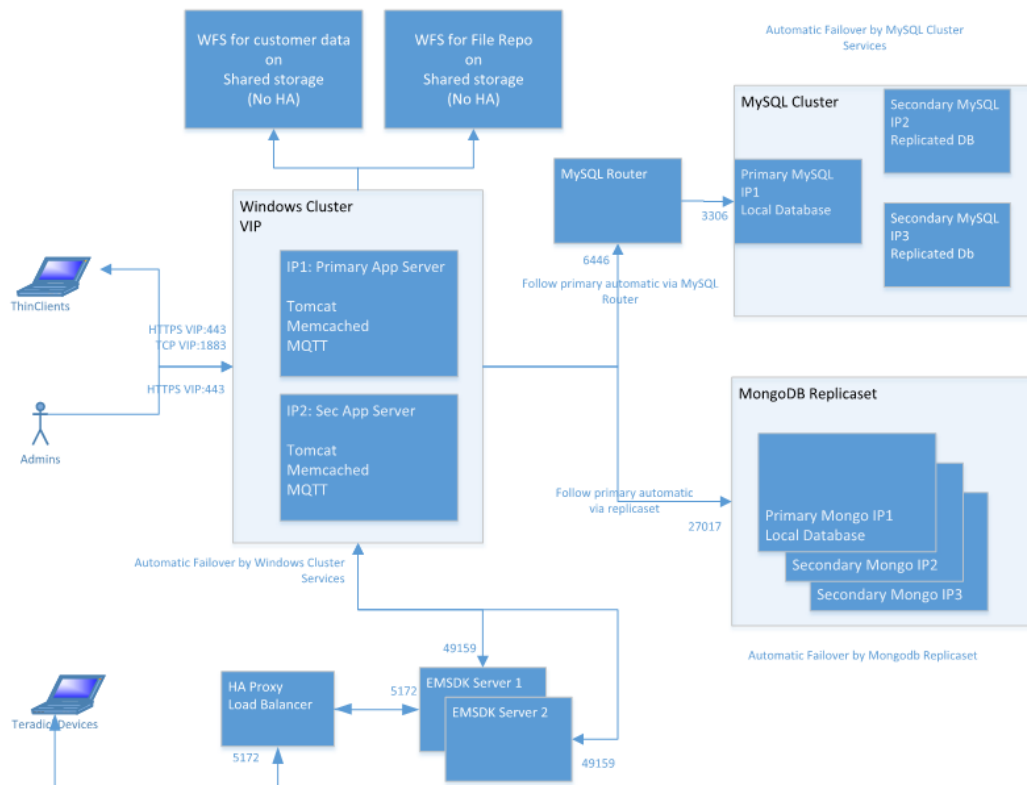 WFS for customer data
on
Shared storage
(No HA)
WFS for File Repo
on
Shared storage
(No HA)
Automatic Failover by MySQL Cluster
Services
MySQL Cluster
Secondary MySQL
IP2
Replicated DB
Primary MySQL
IP1
Local Database
Secondary MySQL
IP3
Replicated Db
MySQL Router
3306
6446
Follow primary automatic via MySQL
Router
Windows Cluster
VIP
IP1: Primary App Server
Tomcat
Memcached
MQTT
IP2: Sec App Server
Tomcat
Memcached
MQTT
ThinClients
HTTPS VIP:443
TCP VIP:1883
HTTPS VIP:443
Admins
MongoDB Replicaset
Primary Mongo IP1
Local Database
Secondary Mongo IP2
Secondary Mongo IP3
Follow primary automatic
via replicaset
27017
Automatic Failover by Windows Cluster
Services
Automatic Failover by Mongodb Replicaset
49159
HA Proxy
Load Balancer
5172
EMSDK Server 1
EMSDK Server 2
49159
5172
Teradici Devices